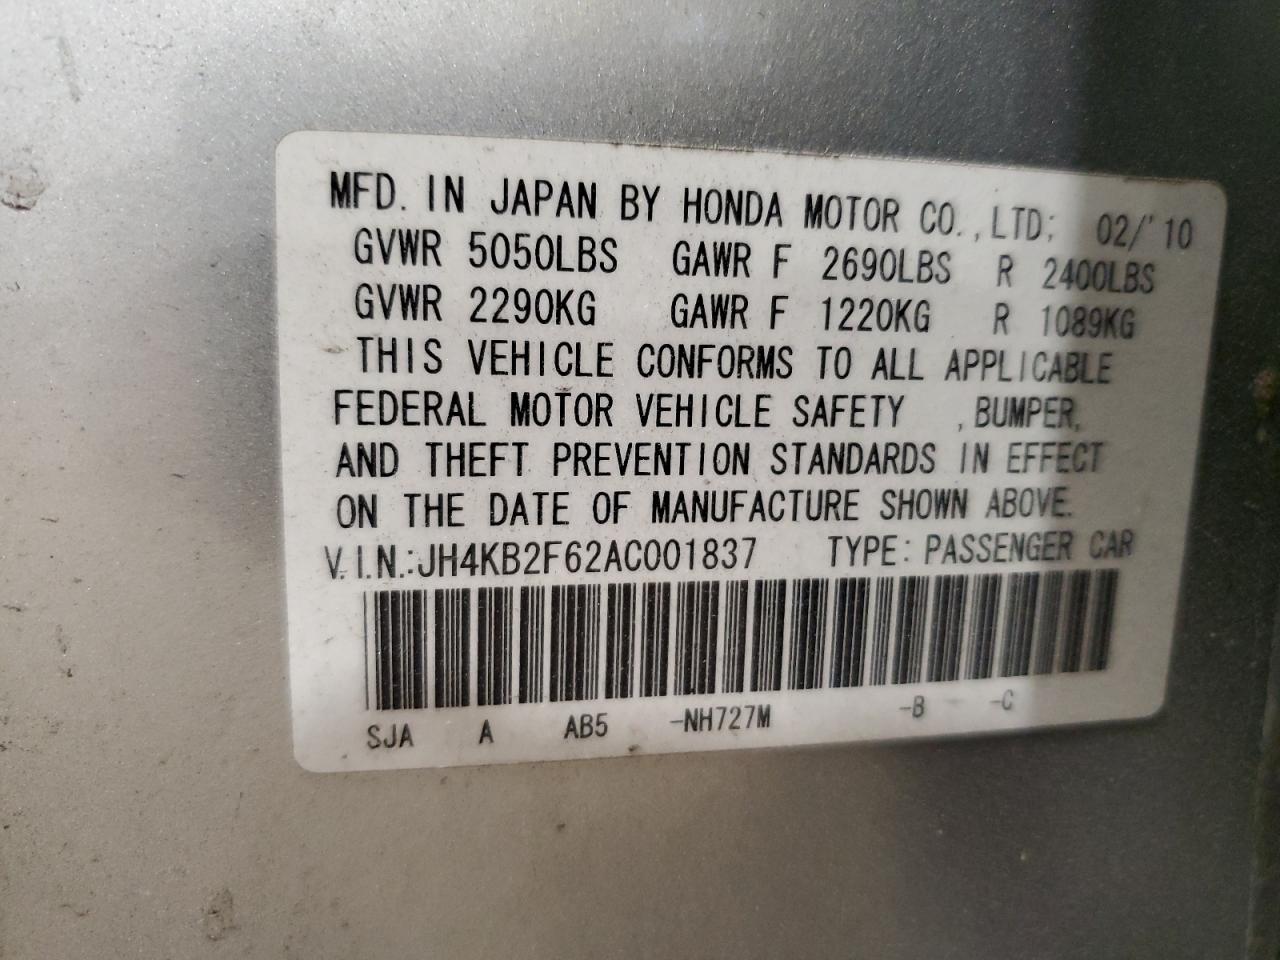 MFD. IN JAPAN BY HONDA MOTOR CO., LTD; 02/'10
GVWR 5050LBS GAWR F 2690LBS R 2400LBS
GVWR 2290KG GAWR F 1220KG R 1089KG
THIS VEHICLE CONFORMS TO ALL APPLICABLE
FEDERAL MOTOR VEHICLE SAFETY , BUMPER,
AND THEFT PREVENTION STANDARDS IN EFFECT
ON THE DATE OF MANUFACTURE SHOWN ABOVE.
V.I.N.:JH4KB2F62AC001837 TYPE: PASSENGER CAR
SJA A AB5 -NH727M -B -C